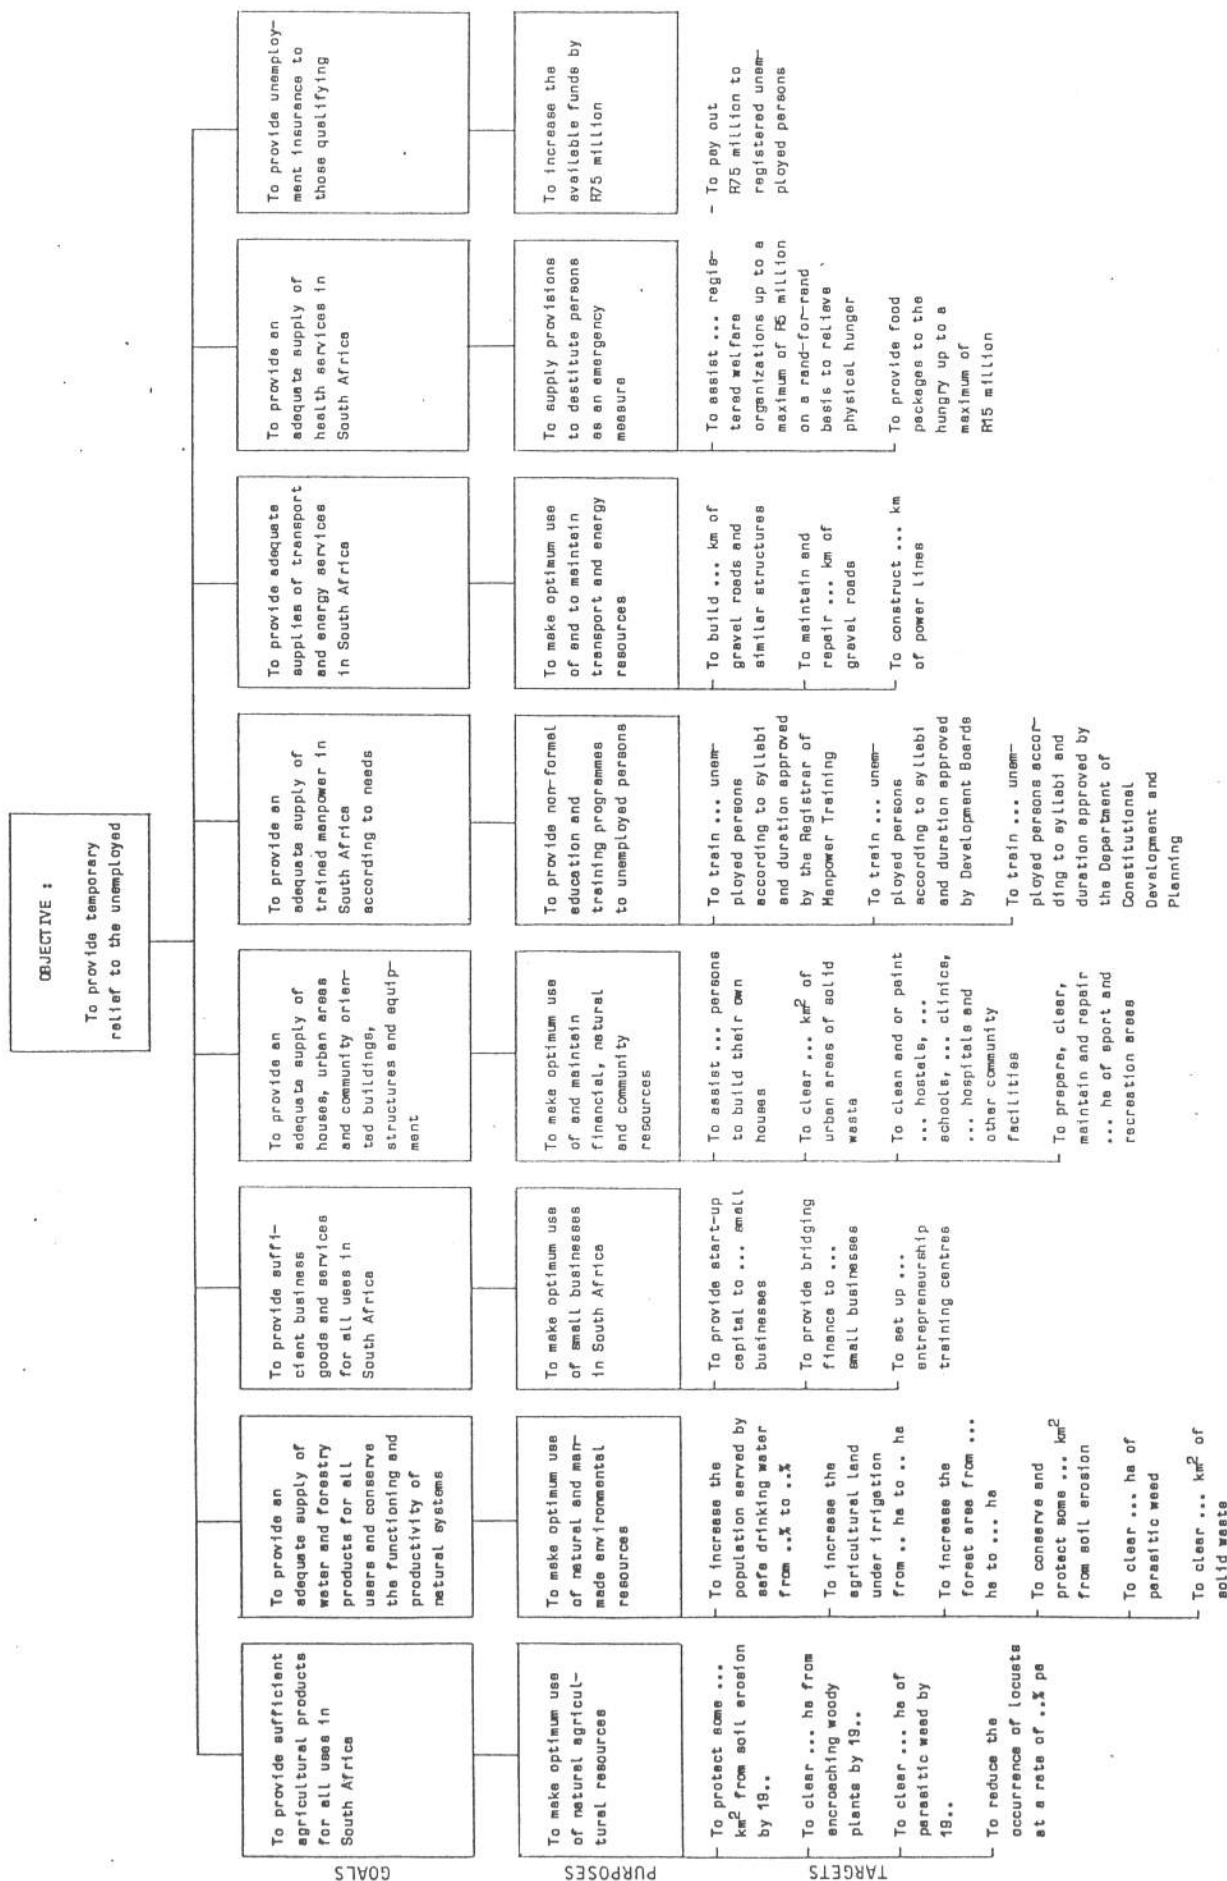 OBJECTIVE :
To provide temporary
relief to the unemployed
GOALS
To provide sufficient
agricultural products
for all uses in
South Africa
To provide an
adequate supply of
water and forestry
products for all
users and conserve
the functioning and
productivity of
natural systems
To provide suffi-
cient business
goods and services
for all uses in
South Africa
To provide an
adequate supply of
houses, urban areas
and community orien-
ted buildings,
structures and equip-
ment
To provide an
adequate supply of
trained manpower in
South Africa
according to needs
To provide adequate
supplies of transport
and energy services
in South Africa
To provide an
adequate supply of
health services in
South Africa
To provide unemploy-
ment insurance to
those qualifying
PURPOSES
To make optimum use
of natural agricul-
tural resources
To make optimum use
of natural and man-
made environmental
resources
To make optimum use
of small businesses
in South Africa
To make optimum use
of and maintain
financial, natural
and community
resources
To provide non-formal
education and
training programmes
to unemployed persons
To make optimum use
of and to maintain
transport and energy
resources
To supply provisions
to destitute persons
as an emergency
measure
To increase the
available funds by
R75 million
TARGETS
To protect some ...
km² from soil erosion
by 19..
To clear ... ha from
encroaching woody
plants by 19..
To clear ... ha of
parasitic weed by
19..
To reduce the
occurrence of locusts
at a rate of ..% pa
To increase the
population served by
safe drinking water
from ..% to ..%
To increase the
agricultural land
under irrigation
from .. ha to .. ha
To increase the
forest area from ...
ha to ... ha
To conserve and
protect some ... km²
from soil erosion
To clear ... ha of
parasitic weed
To clear ... km² of
solid waste
To provide start-up
capital to ... small
businesses
To provide bridging
finance to ...
small businesses
To set up ...
entrepreneurship
training centres
To assist ... persons
to build their own
houses
To clear ... km² of
urban areas of solid
waste
To clean and or paint
... hostels, ...
schools, ... clinics,
... hospitals and
other community
facilities
To prepare, clear,
maintain and repair
... ha of sport and
recreation areas
To train ... unem-
ployed persons
according to syllabi
and duration approved
by the Registrar of
Manpower Training
To train ... unem-
ployed persons
according to syllabi
and duration approved
by Development Boards
To train ... unem-
ployed persons accor-
ding to syllabi and
duration approved by
the Department of
Constitutional
Development and
Planning
To build ... km of
gravel roads and
similar structures
To maintain and
repair ... km of
gravel roads
To construct ... km
of power lines
To assist ... regis-
tered welfare
organizations up to a
maximum of R5 million
on a rand-for-rand
basis to relieve
physical hunger
To provide food
packages to the
hungry up to a
maximum of
R15 million
- To pay out
R75 million to
registered unem-
ployed persons